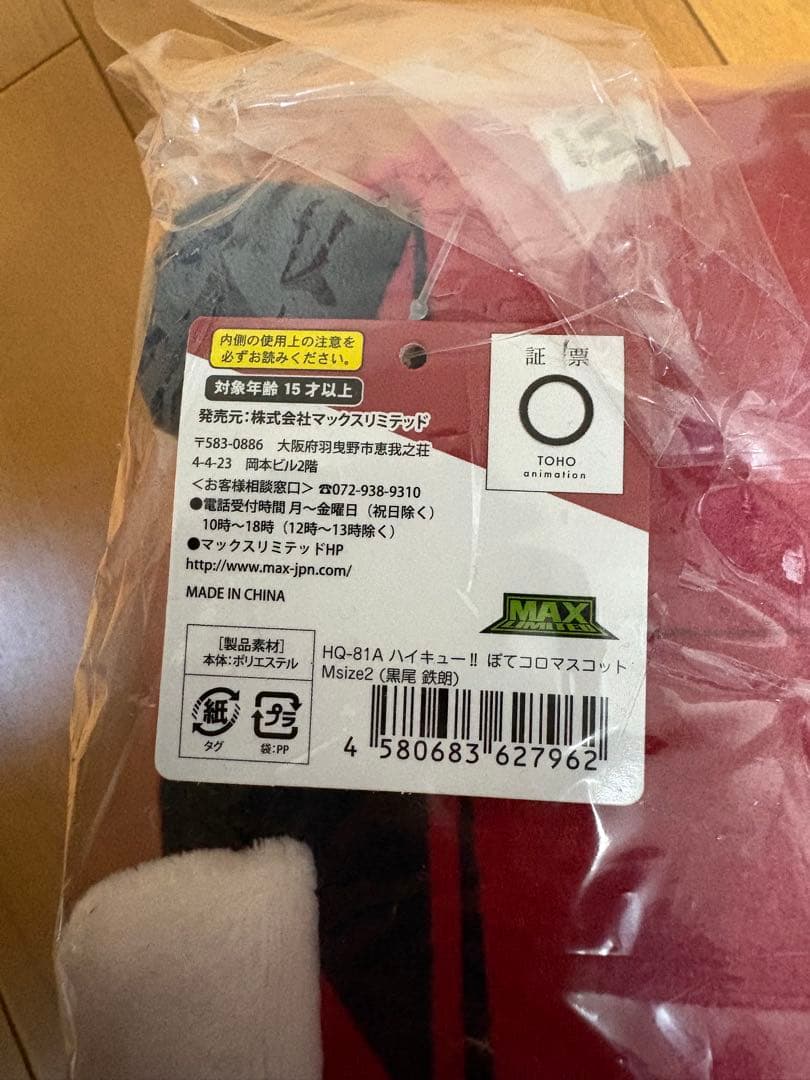 内側の使用上の注意を
必ずお読みください。
対象年齢 15才以上
発売元:株式会社マックスリミテッド
〒583-0886 大阪府羽曳野市恵我之荘
4-4-23 岡本ビル2階
<お客様相談窓口> ☎072-938-9310
●電話受付時間 月～金曜日(祝日除く)
10時～18時(12時～13時除く)
●マックスリミテッドHP
http://www.max-jpn.com/
MADE IN CHINA
証 票
TOHO
animation
MAX
LIMITED
[製品素材]
本体:ポリエステル
紙
タグ
プラ
袋:PP
HQ-81A ハイキュー!! ぽてコロマスコット
Msize2(黒尾 鉄朗)
4 580683 627962